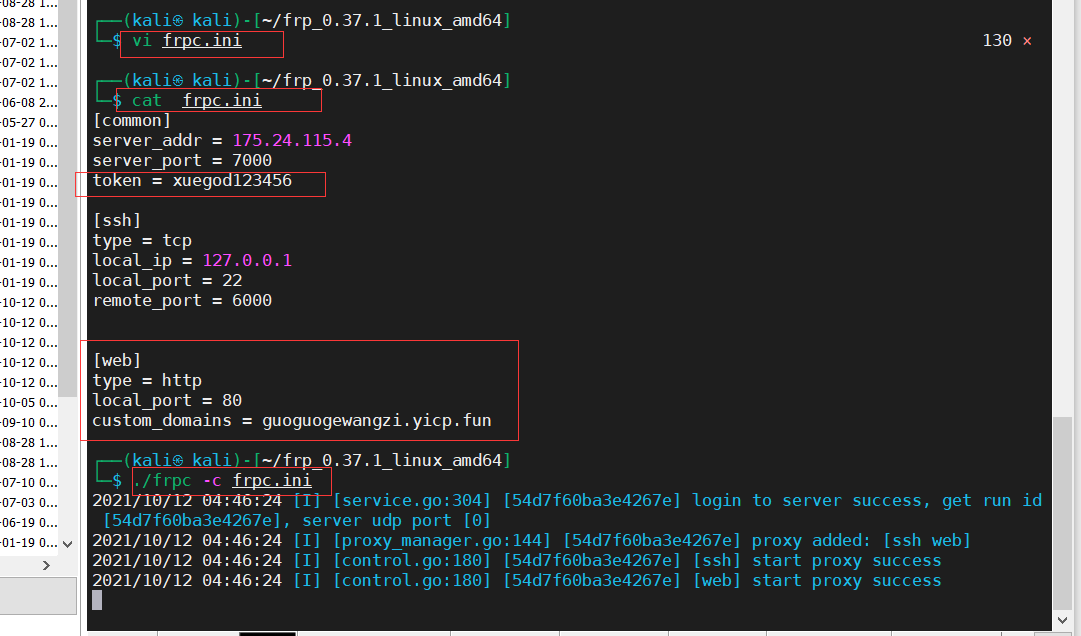 ┌──(kali㉿ kali)-[~/frp_0.37.1_linux_amd64]
└─$ vi frpc.ini 130 ⨯
┌──(kali㉿ kali)-[~/frp_0.37.1_linux_amd64]
└─$ cat  frpc.ini
[common]
server_addr = 175.24.115.4
server_port = 7000
token = xuegod123456
[ssh]
type = tcp
local_ip = 127.0.0.1
local_port = 22
remote_port = 6000
[web]
type = http
local_port = 80
custom_domains = guoguogewangzi.yicp.fun
┌──(kali㉿ kali)-[~/frp_0.37.1_linux_amd64]
└─$ ./frpc -c frpc.ini
2021/10/12 04:46:24 [I] [service.go:304] [54d7f60ba3e4267e] login to server success, get run id
[54d7f60ba3e4267e], server udp port [0]
2021/10/12 04:46:24 [I] [proxy_manager.go:144] [54d7f60ba3e4267e] proxy added: [ssh web]
2021/10/12 04:46:24 [I] [control.go:180] [54d7f60ba3e4267e] [ssh] start proxy success
2021/10/12 04:46:24 [I] [control.go:180] [54d7f60ba3e4267e] [web] start proxy success
-08-28 1...
-07-02 1...
-07-02 1...
-07-02 1...
-06-08 2...
-05-27 0...
-01-19 0...
-01-19 0...
-01-19 0...
-01-19 0...
-01-19 0...
-01-19 0...
-01-19 0...
-01-19 0...
-10-12 0...
-10-12 0...
-10-12 0...
-10-12 0...
-10-12 0...
-10-05 0...
-09-10 0...
-08-28 1...
-08-28 1...
-07-10 0...
-07-03 0...
-06-19 0...
-01-19 0...